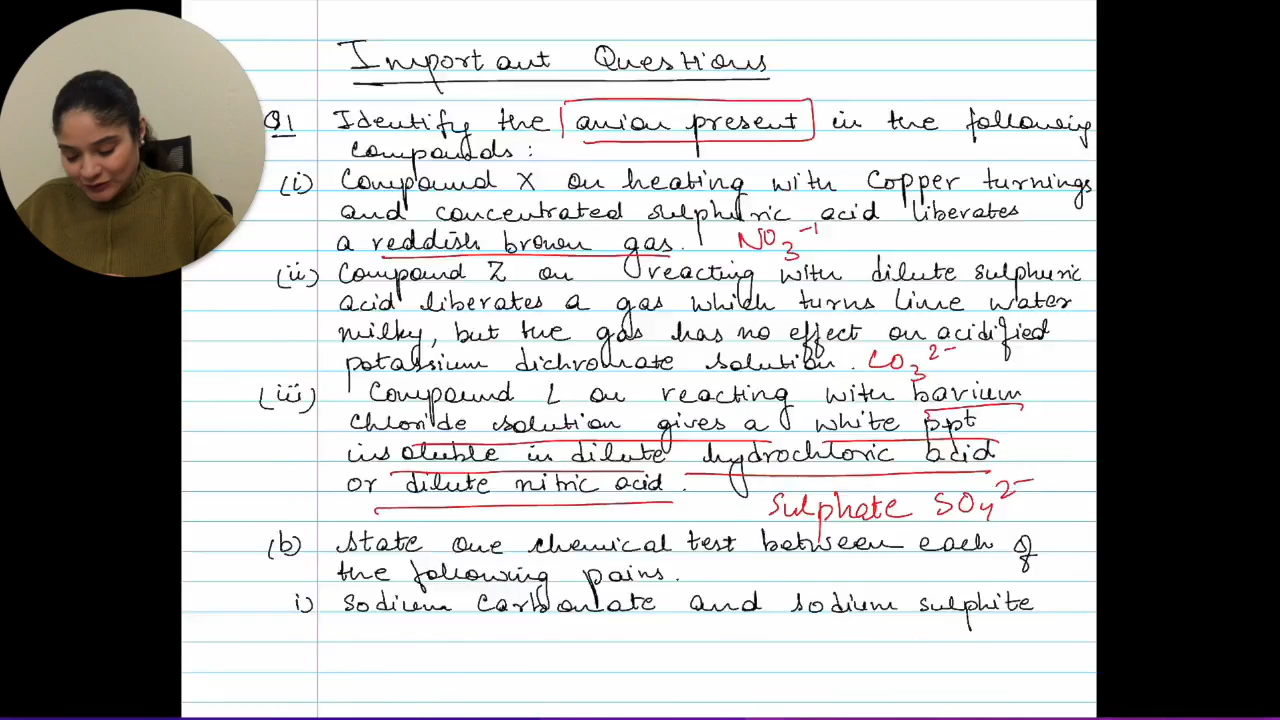 Important Questions
Q1 Identify the anion present in the following
compounds:
(i) Compound X on heating with copper turnings
and concentrated sulphuric acid liberates
a reddish brown gas. NO3-1
(ii) Compound Z on reacting with dilute sulphuric
acid liberates a gas which turns lime water
milky, but the gas has no effect on acidified
potassium dichromate solution. CO3 2-
(iii) Compound L on reacting with barium
chloride solution gives a white ppt
insoluble in dilute hydrochloric acid
or dilute nitric acid.
Sulphate SO4 2-
(b) State one chemical test between each of
the following pairs.
i) Sodium carbonate and sodium sulphite